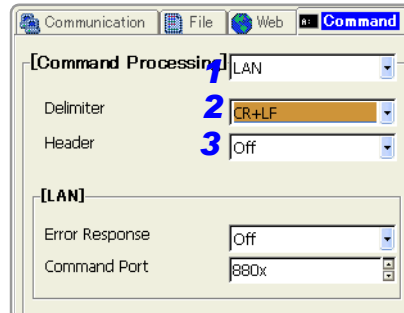 Communication File Web Command
[Command Processing] 1 LAN
Delimiter 2 CR+LF
Header 3 Off
[LAN]
Error Response Off
Command Port 880x